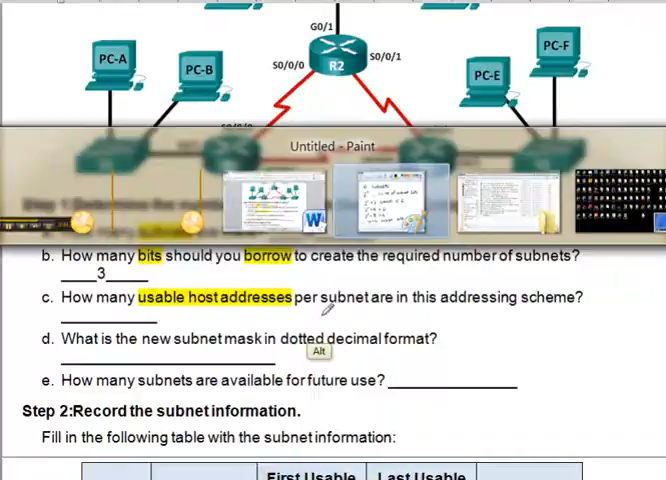 G0/1
PC-A
PC-B
S0/0/0
R2
S0/0/1
PC-E
PC-F
Untitled - Paint
b. How many bits should you borrow to create the required number of subnets?
____3____
c. How many usable host addresses per subnet are in this addressing scheme?
d. What is the new subnet mask in dotted decimal format?
Alt
e. How many subnets are available for future use?
Step 2:Record the subnet information.
Fill in the following table with the subnet information:
First Usable
Last Usable